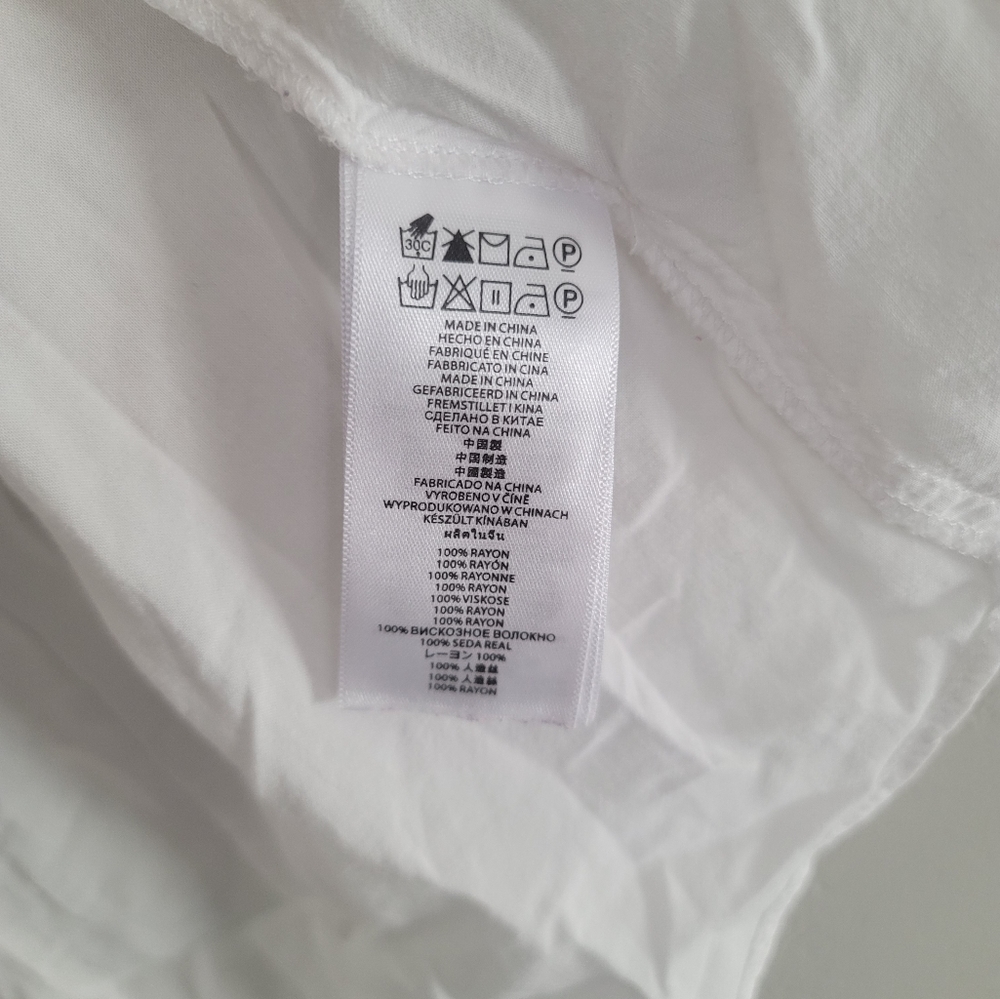 30C
P
II P
MADE IN CHINA
HECHO EN CHINA
FABRIQUÉ EN CHINE
FABBRICATO IN CINA
MADE IN CHINA
GEFABRICEERD IN CHINA
FREMSTILLET I KINA
СДЕЛАНО В КИТАЕ
FEITO NA CHINA
中国製
中国制造
中國製造
FABRICADO NA CHINA
VYROBENO V ČÍNĚ
WYPRODUKOWANO W CHINACH
KÉSZÜLT KÍNÁBAN
ผลิตในจีน
100% RAYON
100% RAYÓN
100% RAYONNE
100% RAYON
100% VISKOSE
100% RAYON
100% RAYON
100% ВИСКОЗНОЕ ВОЛОКНО
100% SEDA REAL
レーヨン 100%
100% 人造絲
100% 人造絲
100% RAYON